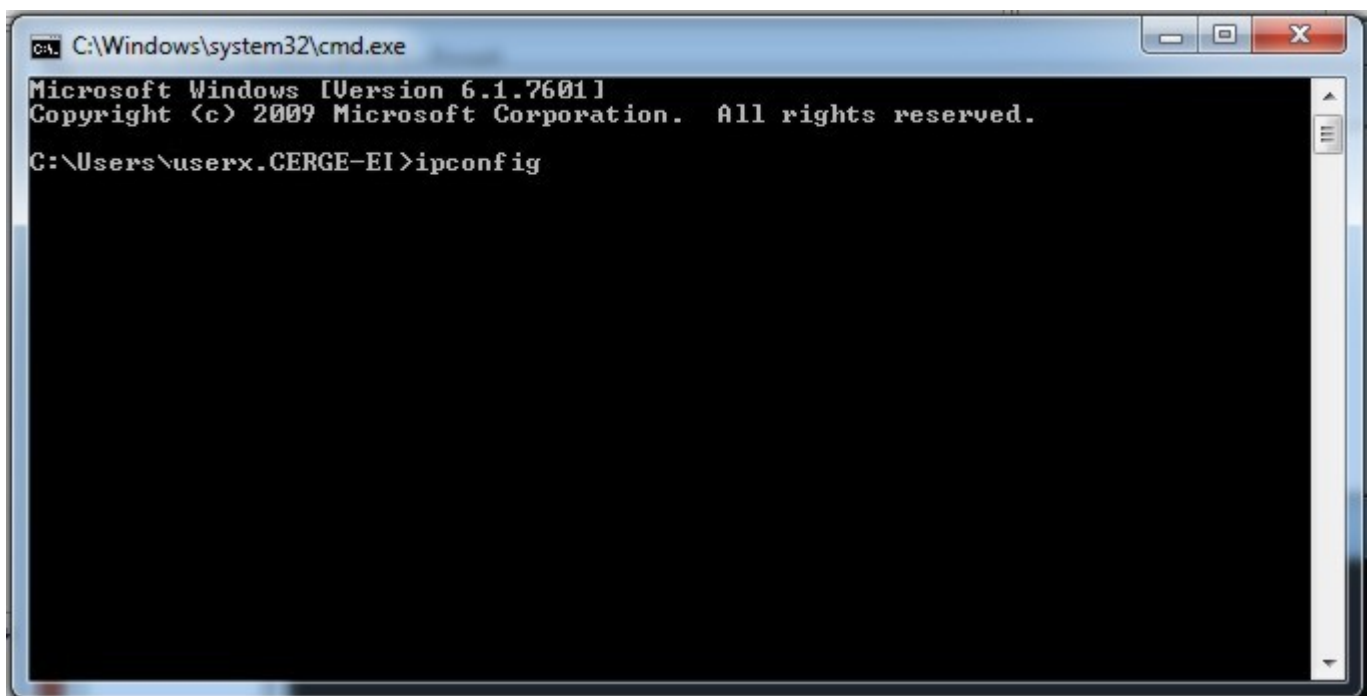 C:\Windows\system32\cmd.exe
Microsoft Windows [Version 6.1.7601]
Copyright (c) 2009 Microsoft Corporation.  All rights reserved.
C:\Users\userx.CERGE-EI>ipconfig